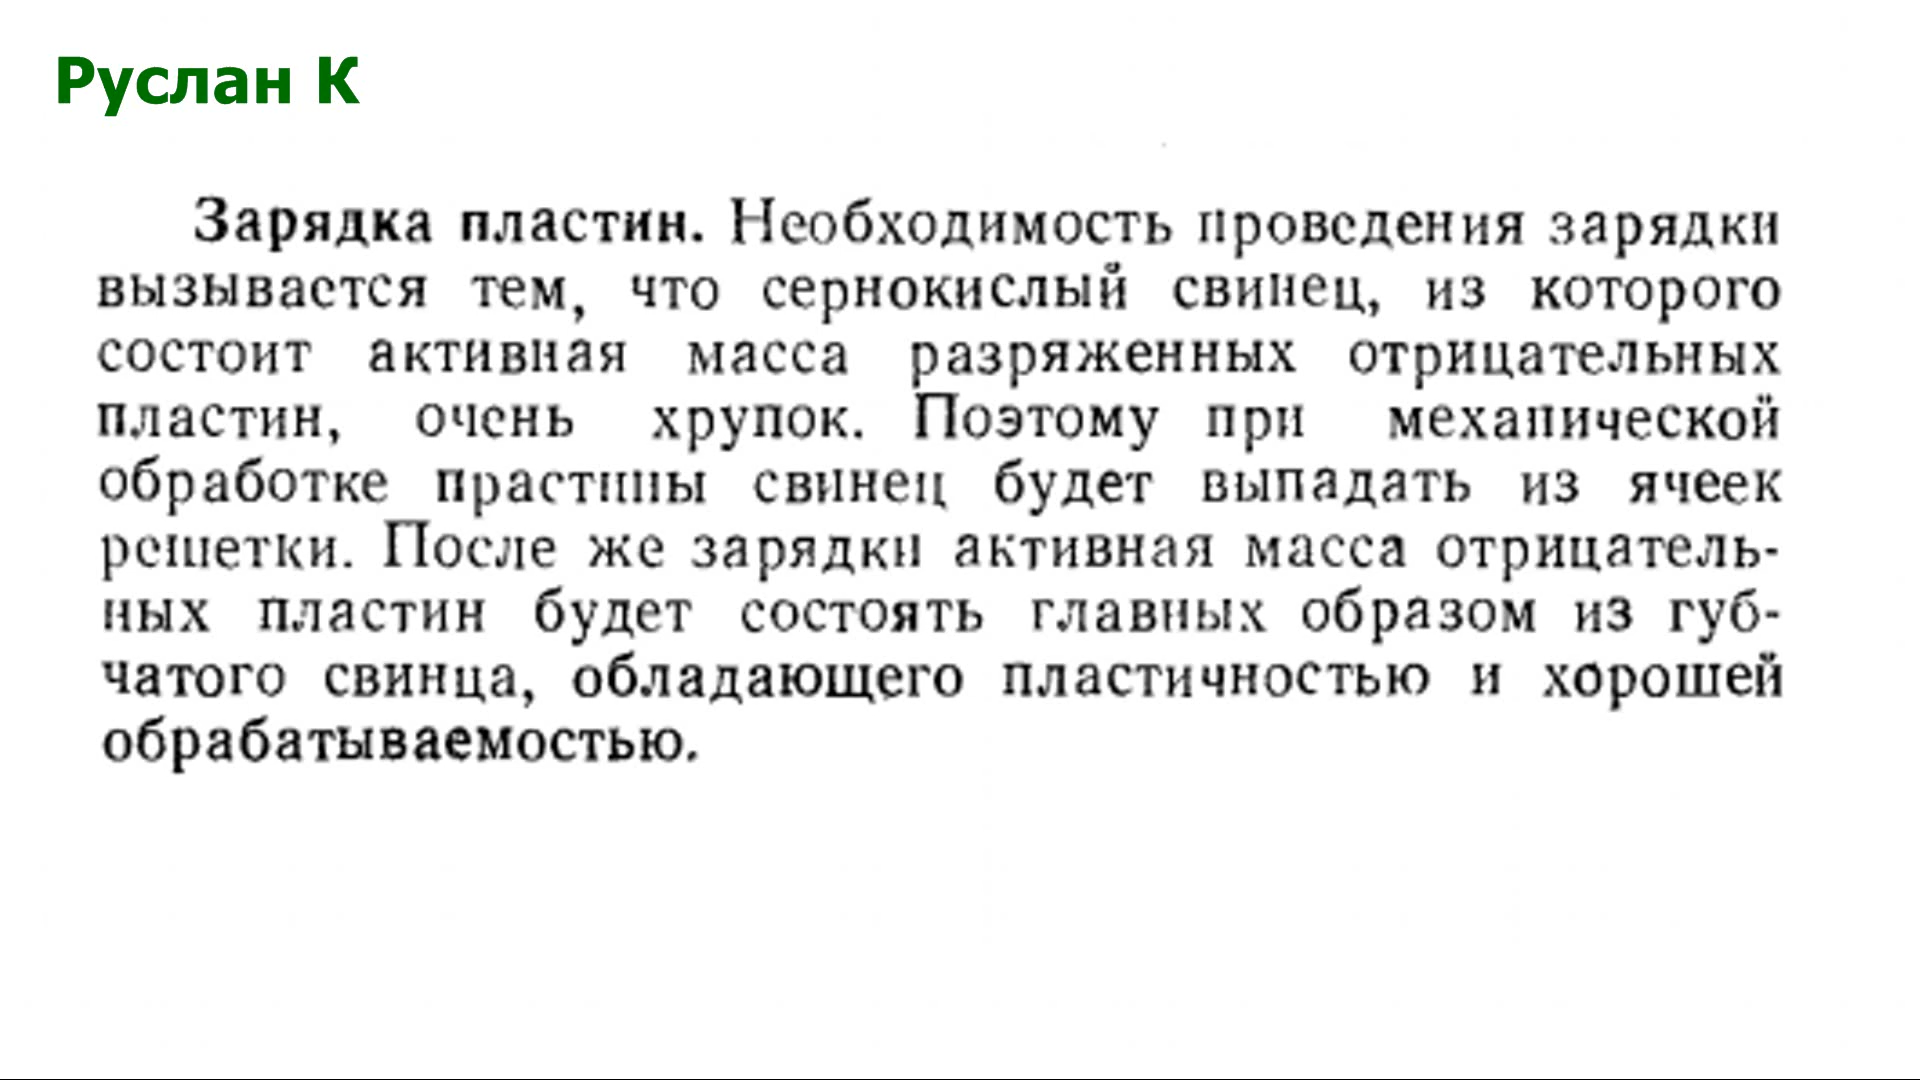 Руслан К
Зарядка пластин. Необходимость проведения зарядки
вызывается тем, что сернокислый свинец, из которого
состоит активная масса разряженных отрицательных
пластин, очень хрупок. Поэтому при механической
обработке прастины свинец будет выпадать из ячеек
решетки. После же зарядки активная масса отрицатель-
ных пластин будет состоять главных образом из губ-
чатого свинца, обладающего пластичностью и хорошей
обрабатываемостью.